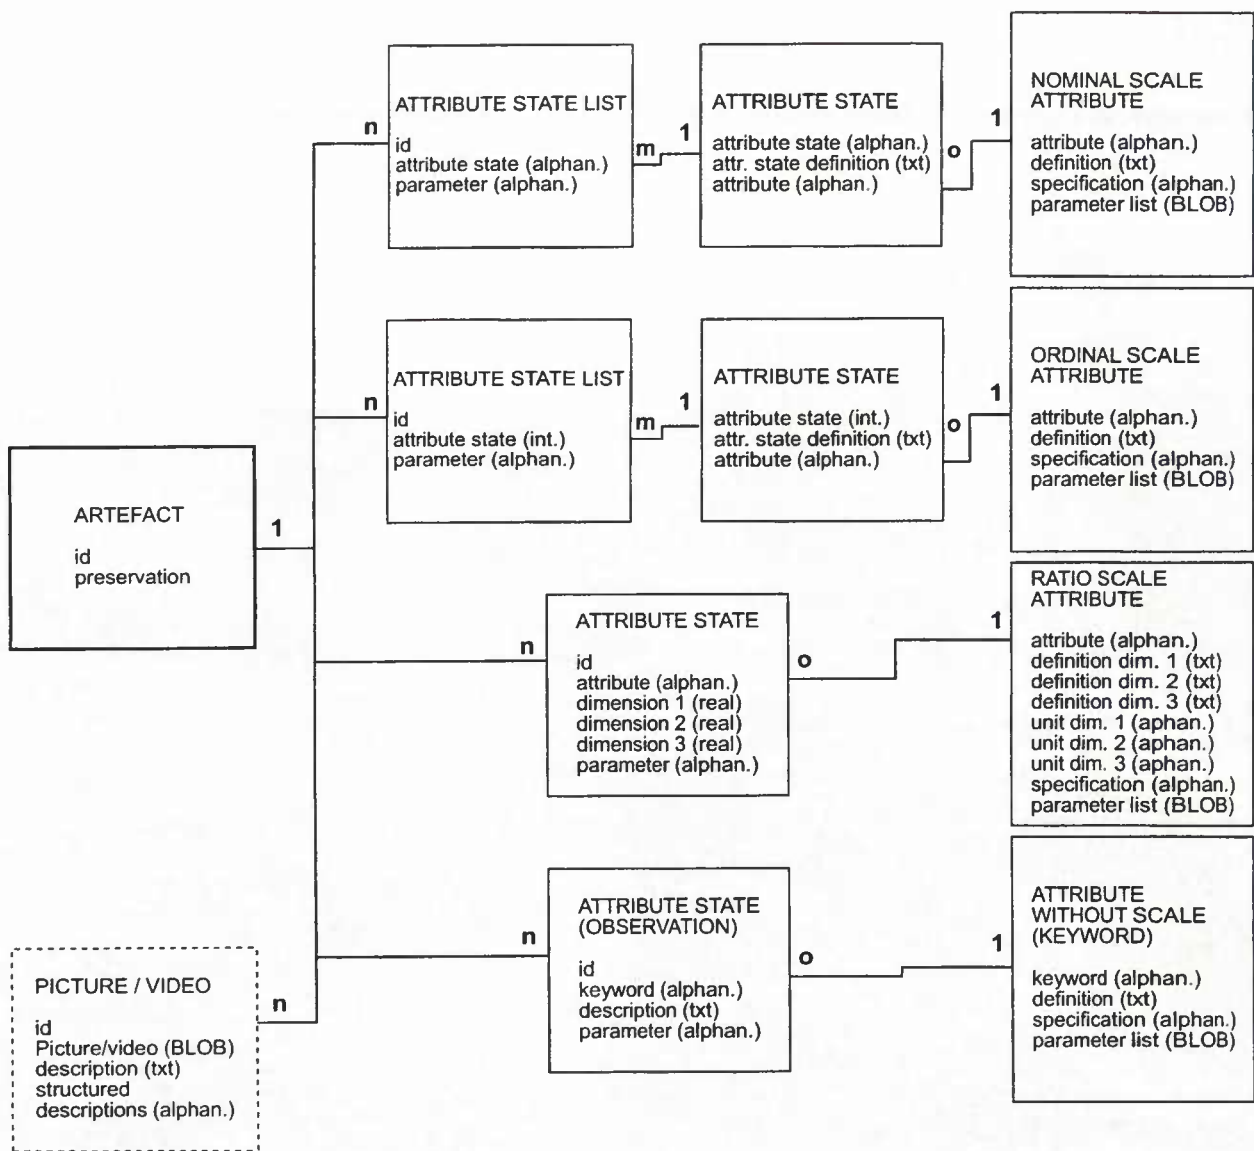 ATTRIBUTE STATE LIST
id
attribute state (alphan.)
parameter (alphan.)
n
m
1
ATTRIBUTE STATE
attribute state (alphan.)
attr. state definition (txt)
attribute (alphan.)
o
1
NOMINAL SCALE
ATTRIBUTE
attribute (alphan.)
definition (txt)
specification (alphan.)
parameter list (BLOB)
ATTRIBUTE STATE LIST
id
attribute state (int.)
parameter (alphan.)
n
m
1
ATTRIBUTE STATE
attribute state (int.)
attr. state definition (txt)
attribute (alphan.)
o
1
ORDINAL SCALE
ATTRIBUTE
attribute (alphan.)
definition (txt)
specification (alphan.)
parameter list (BLOB)
ARTEFACT
id
preservation
1
n
ATTRIBUTE STATE
id
attribute (alphan.)
dimension 1 (real)
dimension 2 (real)
dimension 3 (real)
parameter (alphan.)
o
1
RATIO SCALE
ATTRIBUTE
attribute (alphan.)
definition dim. 1 (txt)
definition dim. 2 (txt)
definition dim. 3 (txt)
unit dim. 1 (aphan.)
unit dim. 2 (aphan.)
unit dim. 3 (aphan.)
specification (alphan.)
parameter list (BLOB)
PICTURE / VIDEO
id
Picture/video (BLOB)
description (txt)
structured
descriptions (alphan.)
n
n
ATTRIBUTE STATE
(OBSERVATION)
id
keyword (alphan.)
description (txt)
parameter (alphan.)
o
1
ATTRIBUTE
WITHOUT SCALE
(KEYWORD)
keyword (alphan.)
definition (txt)
specification (alphan.)
parameter list (BLOB)